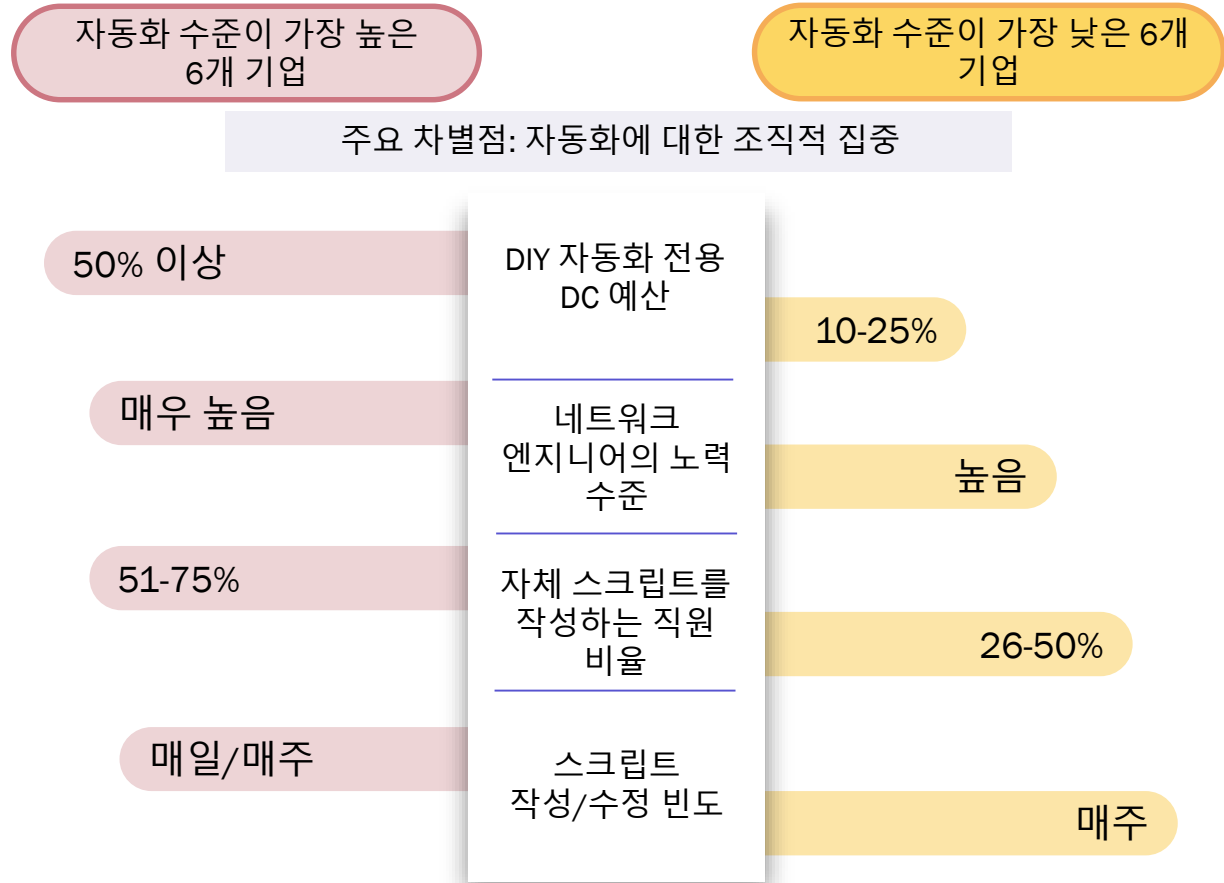 자동화 수준이 가장 높은
6개 기업
자동화 수준이 가장 낮은 6개
기업
주요 차별점: 자동화에 대한 조직적 집중
50% 이상
DIY 자동화 전용
DC 예산
10-25%
매우 높음
네트워크
엔지니어의 노력
수준
높음
51-75%
자체 스크립트를
작성하는 직원
비율
26-50%
매일/매주
스크립트
작성/수정 빈도
매주